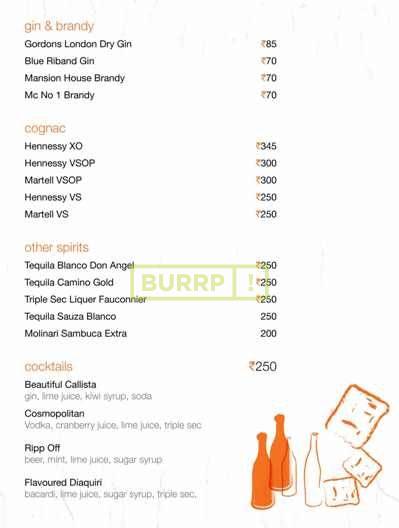 gin & brandy
Gordons London Dry Gin ₹85
Blue Riband Gin ₹70
Mansion House Brandy ₹70
Mc No 1 Brandy ₹70
cognac
Hennessy XO ₹345
Hennessy VSOP ₹300
Martell VSOP ₹300
Hennessy VS ₹250
Martell VS ₹250
other spirits
Tequila Blanco Don Angel ₹250
Tequila Camino Gold ₹250
BURRP!
Triple Sec Liquer Fauconnier ₹250
Tequila Sauza Blanco 250
Molinari Sambuca Extra 200
cocktails ₹250
Beautiful Callista
gin, lime juice, kiwi syrup, soda
Cosmopolitan
Vodka, cranberry juice, lime juice, triple sec
Ripp Off
beer, mint, lime juice, sugar syrup
Flavoured Diaquiri
bacardi, lime juice, sugar syrup, triple sec,